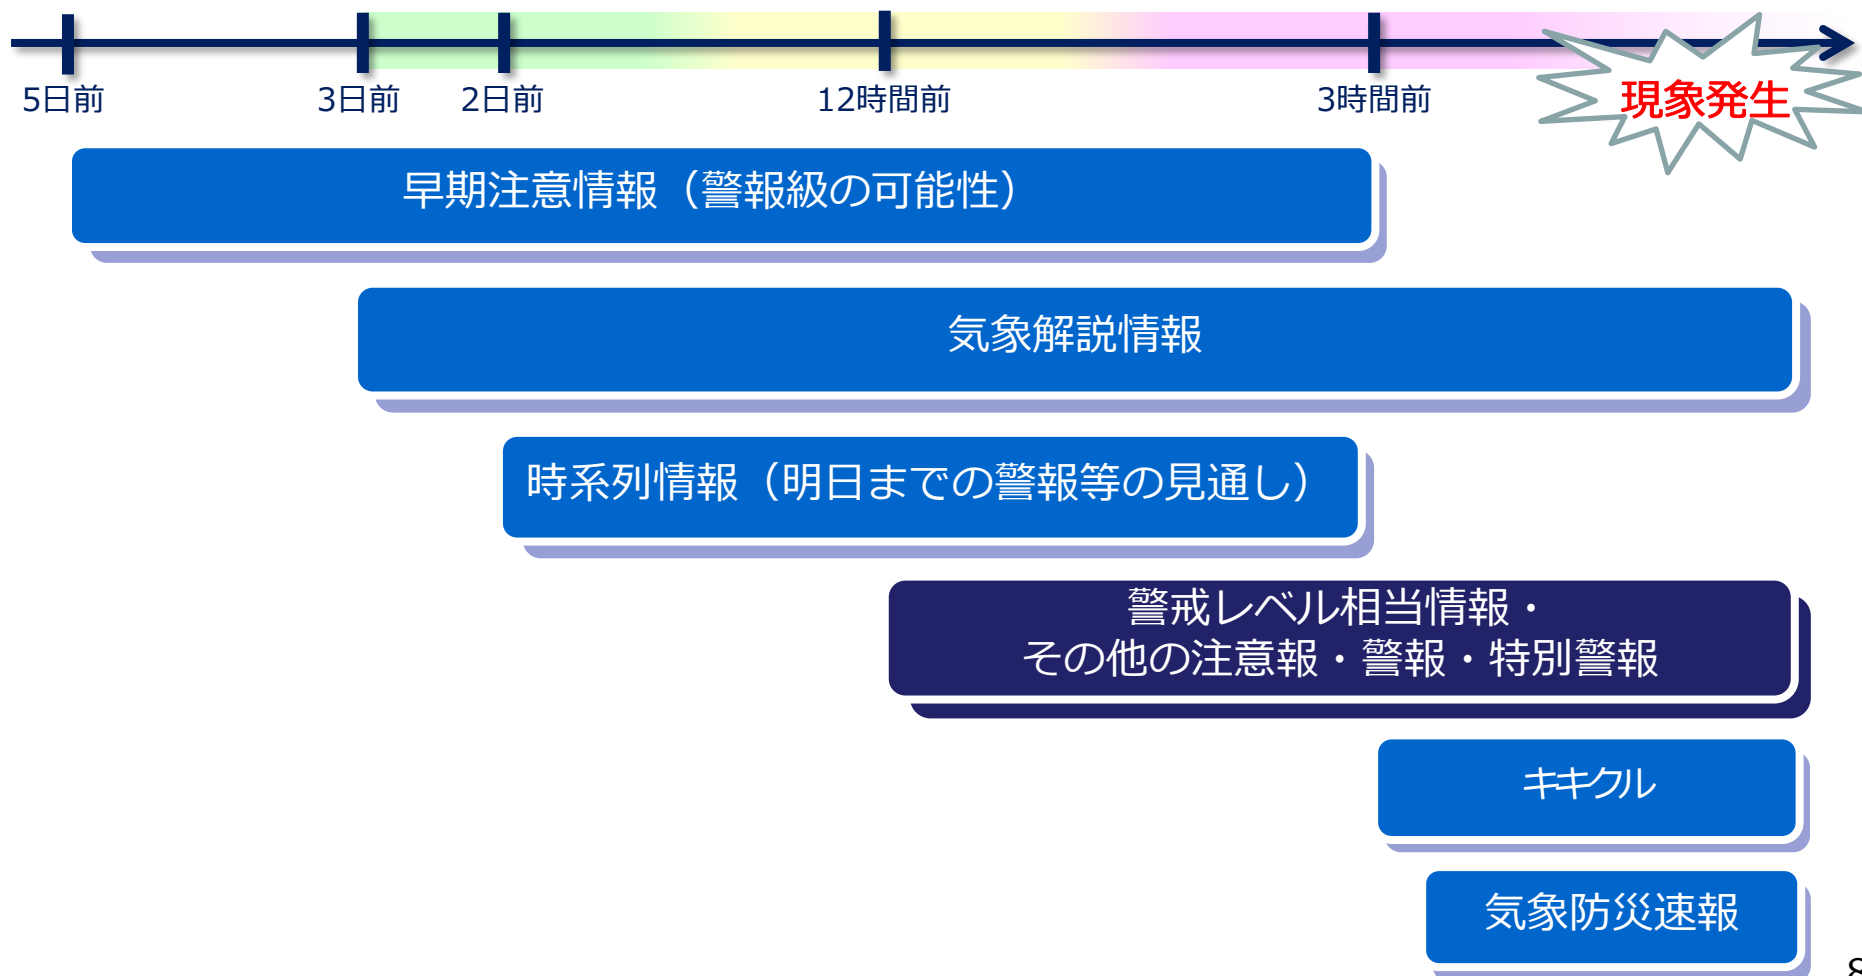 5日前
3日前
2日前
12時間前
3時間前
現象発生
早期注意情報（警報級の可能性）
気象解説情報
時系列情報（明日までの警報等の見通し）
警戒レベル相当情報・
その他の注意報・警報・特別警報
キキクル
気象防災速報